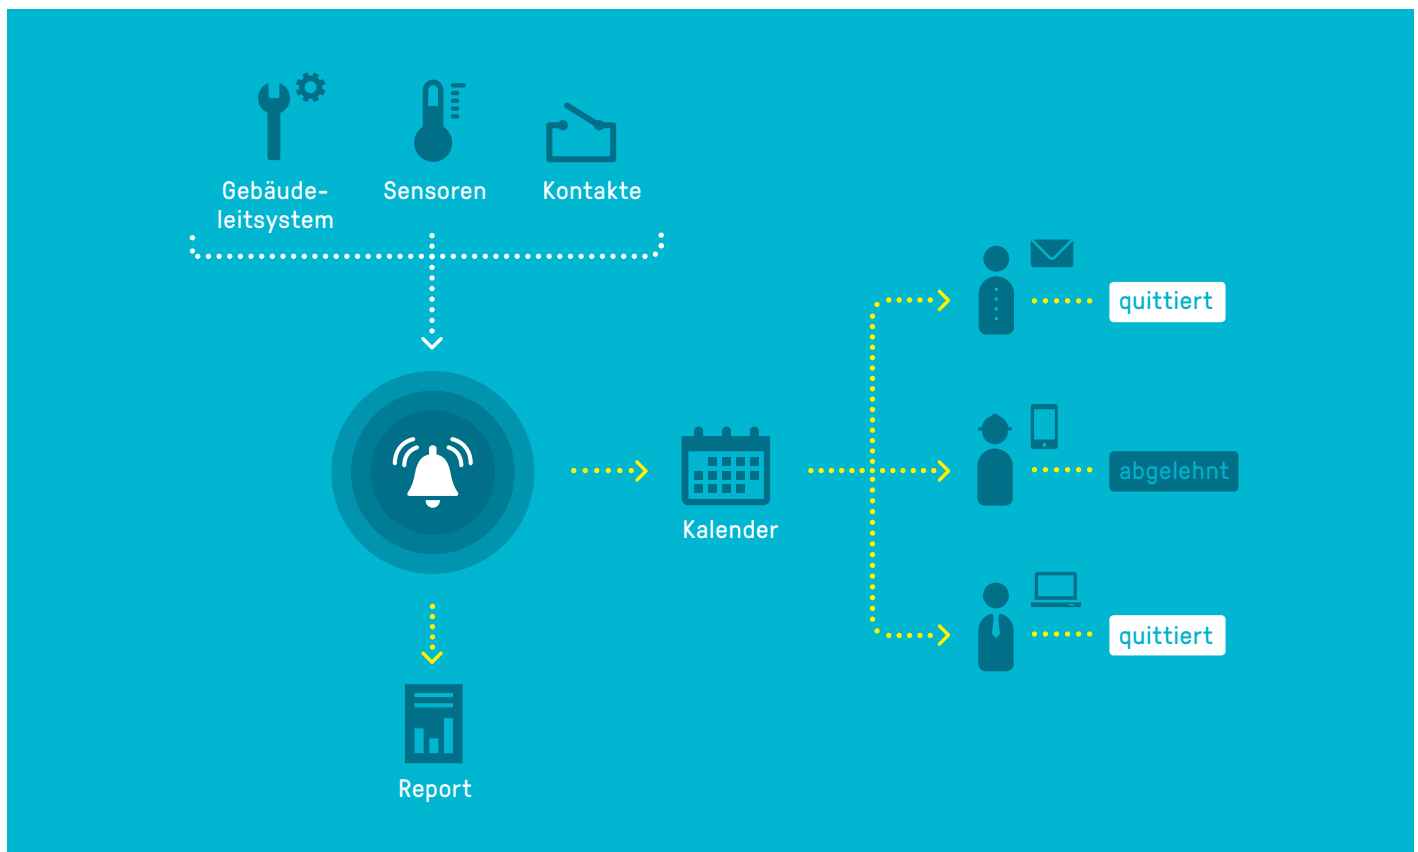 Gebäude-
leitsystem
Sensoren
Kontakte
quittiert
abgelehnt
Kalender
quittiert
Report